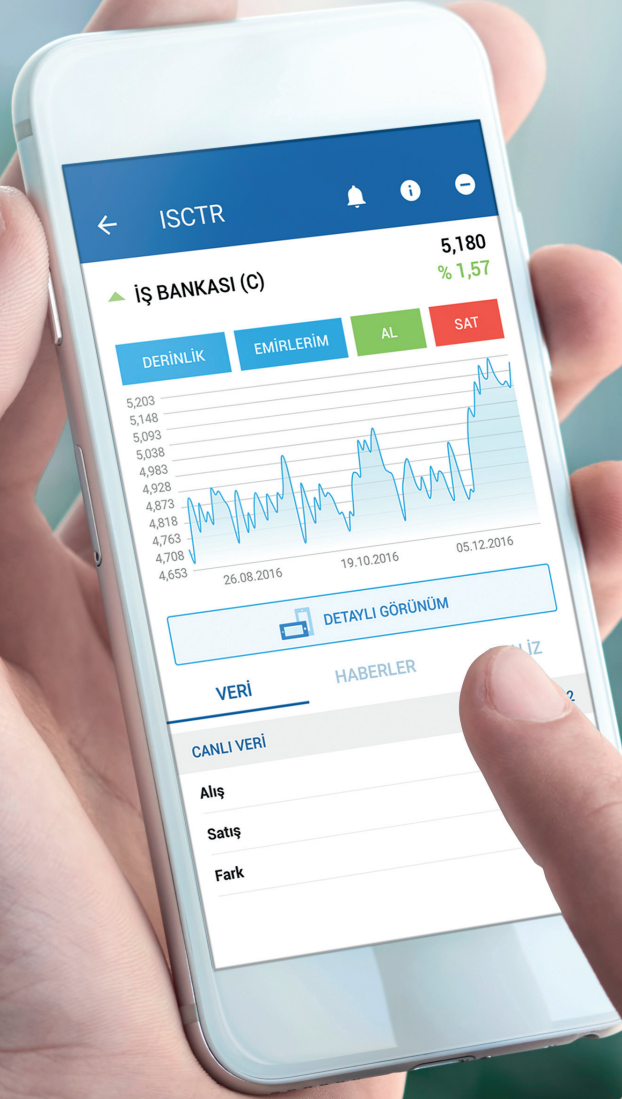 ISCTR
İŞ BANKASI (C)
5,180
% 1,57
DERİNLİK
EMİRLERİM
AL
SAT
5,203
5,148
5,093
5,038
4,983
4,928
4,873
4,818
4,763
4,708
4,653
26.08.2016
19.10.2016
05.12.2016
DETAYLI GÖRÜNÜM
VERİ
HABERLER
CANLI VERİ
Alış
Satış
Fark